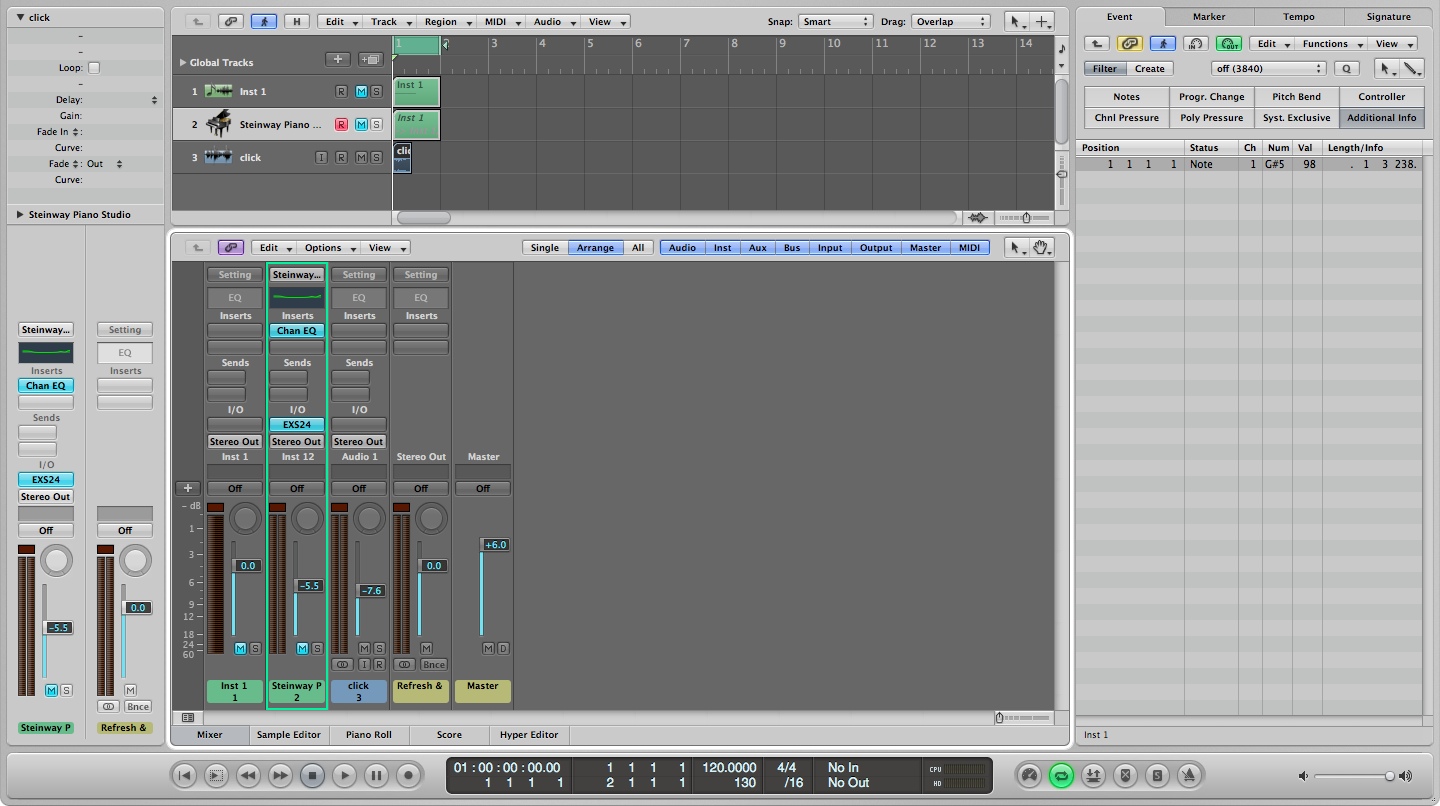 click
–
–
Loop:
–
Delay:
Gain:
Fade In :
Curve:
Fade : Out
Curve:
Steinway Piano Studio
Steinway... Setting
EQ
Inserts Inserts
Chan EQ
Sends
I/O
EXS24
Stereo Out
Off Off
0.0
–5.5
M S M
Bnce
Steinway P Refresh &
H Edit Track Region MIDI Audio View Snap: Smart Drag: Overlap
1 2 3 4 5 6 7 8 9 10 11 12 13 14
Global Tracks
1 Inst 1 R M S Inst 1
2 Steinway Piano ... R M S Inst 1
3 click I R M S clic
Edit Options View Single Arrange All Audio Inst Aux Bus Input Output Master MIDI
Setting Steinway... Setting Setting
EQ EQ EQ
Inserts Inserts Inserts Inserts
Chan EQ
Sends Sends Sends
I/O I/O I/O
EXS24
Stereo Out Stereo Out Stereo Out
Inst 1 Inst 12 Audio 1 Stereo Out Master
Off Off Off Off Off
– dB
1
3
6
9
12
18
24
60
0.0 –5.5 –7.6 0.0 +6.0
M S M S M S M M D
I R Bnce
Inst 1 Steinway P click Refresh & Master
1 2 3
Mixer Sample Editor Piano Roll Score Hyper Editor
Event Marker Tempo Signature
IN OUT Edit Functions View
Filter Create off (3840) Q
Notes Progr. Change Pitch Bend Controller
Chnl Pressure Poly Pressure Syst. Exclusive Additional Info
Position Status Ch Num Val Length/Info
1 1 1 1 Note 1 G#5 98 . 1 3 238.
Inst 1
01:00:00:00.00 1 1 1 1 120.0000 4/4 No In CPU
1 1 1 1 2 1 1 1 130 /16 No Out HD
S